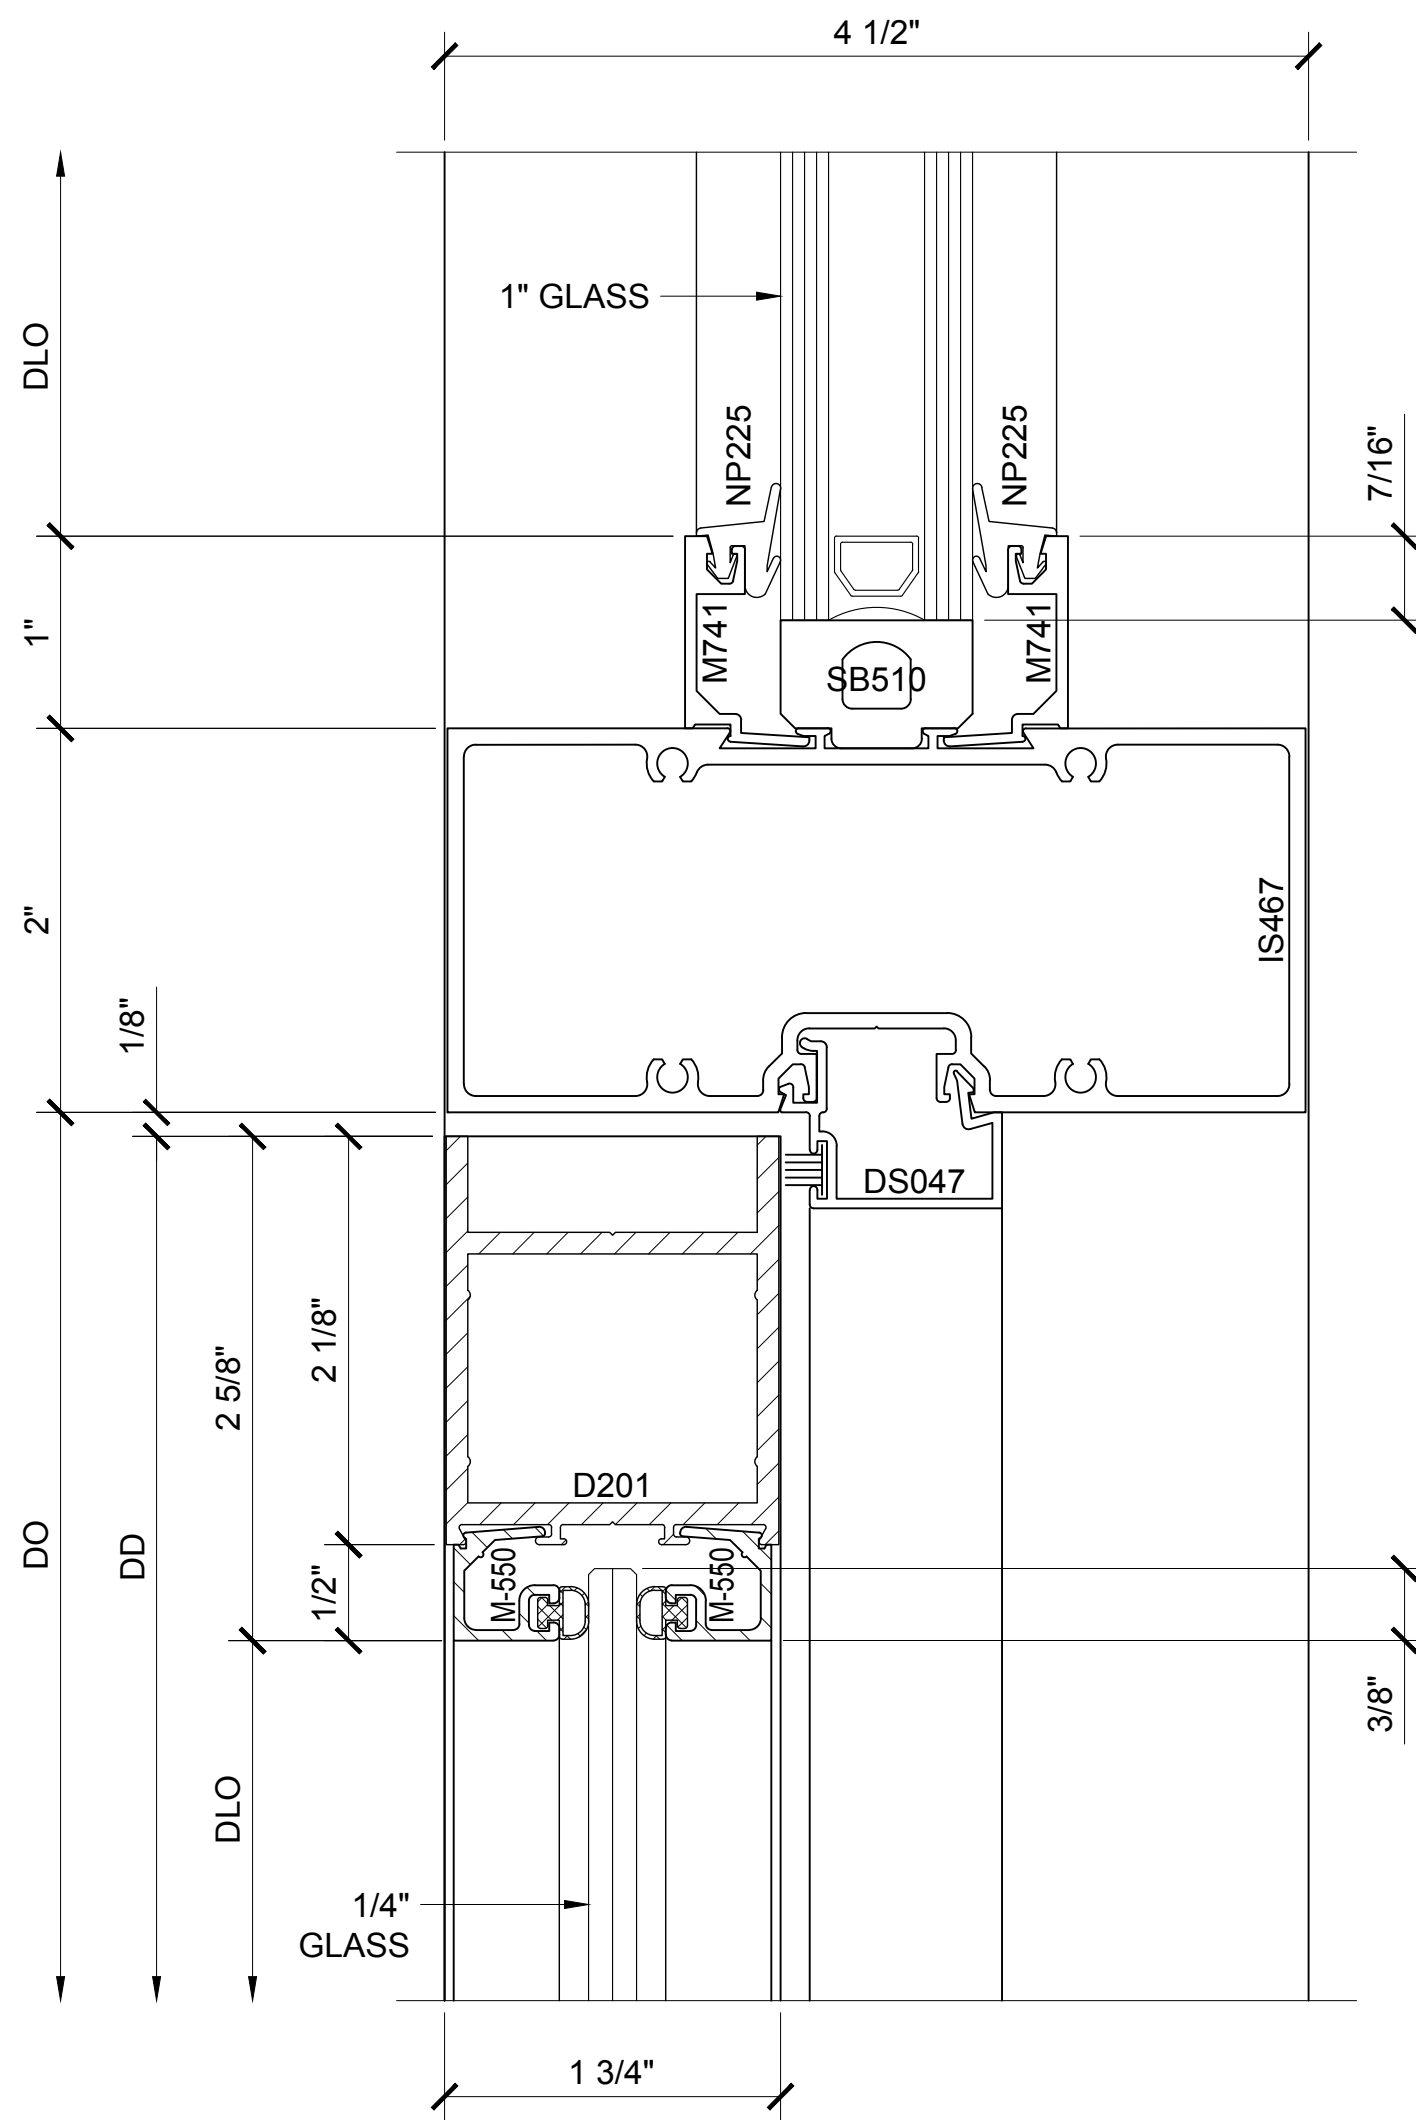 4 1/2"
1" GLASS
DLO
NP225
NP225
7/16"
1"
M741
M741
SB510
2"
IS467
1/8"
DS047
2 1/8"
2 5/8"
D201
DO
DD
M-550
M-550
1/2"
3/8"
DLO
1/4"
GLASS
1 3/4"